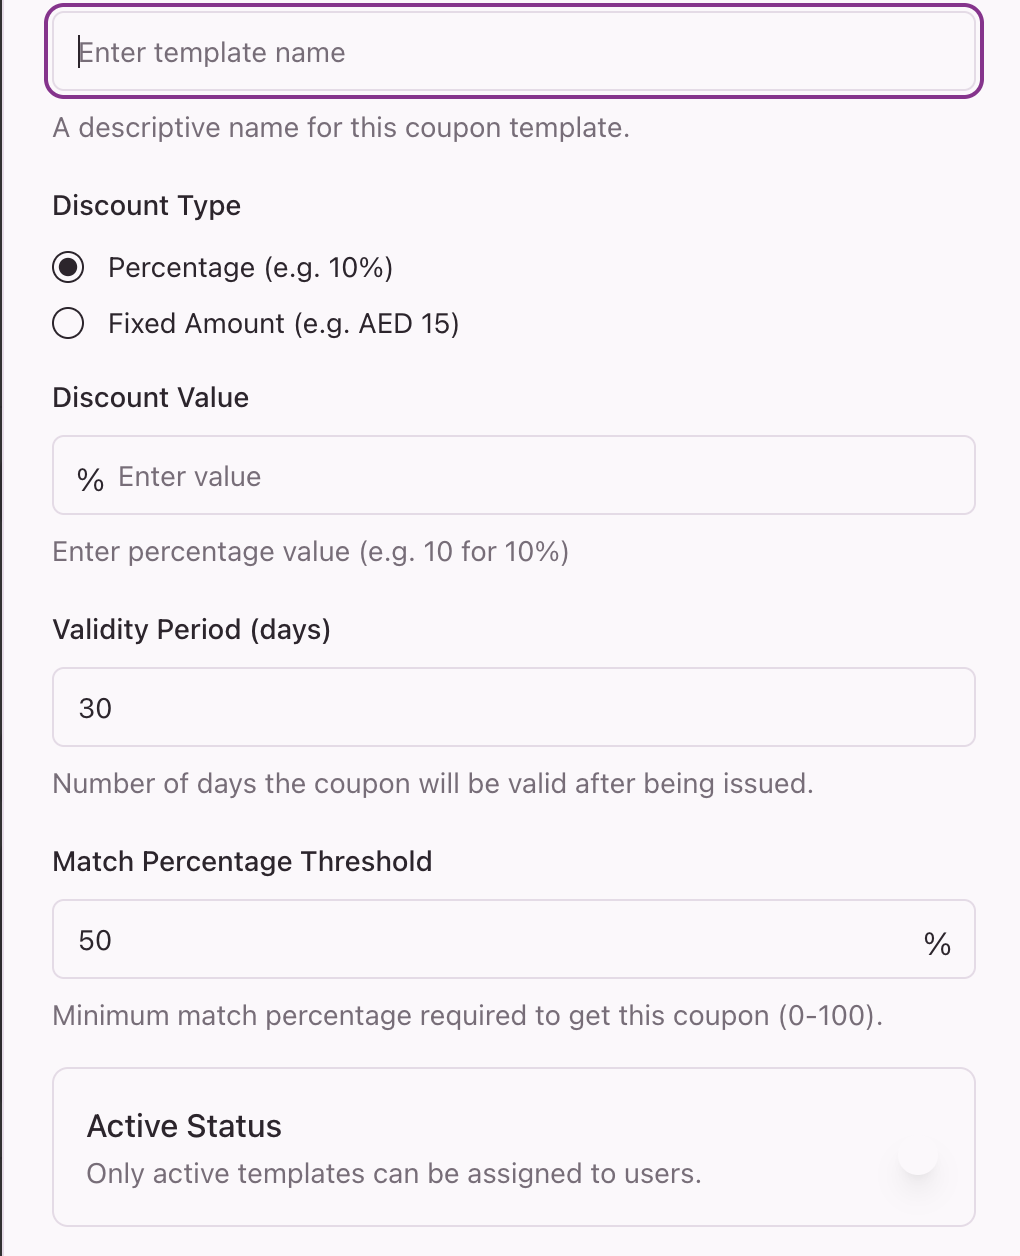 Enter template name
A descriptive name for this coupon template.
Discount Type
Percentage (e.g. 10%)
Fixed Amount (e.g. AED 15)
Discount Value
% Enter value
Enter percentage value (e.g. 10 for 10%)
Validity Period (days)
30
Number of days the coupon will be valid after being issued.
Match Percentage Threshold
50 %
Minimum match percentage required to get this coupon (0-100).
Active Status
Only active templates can be assigned to users.